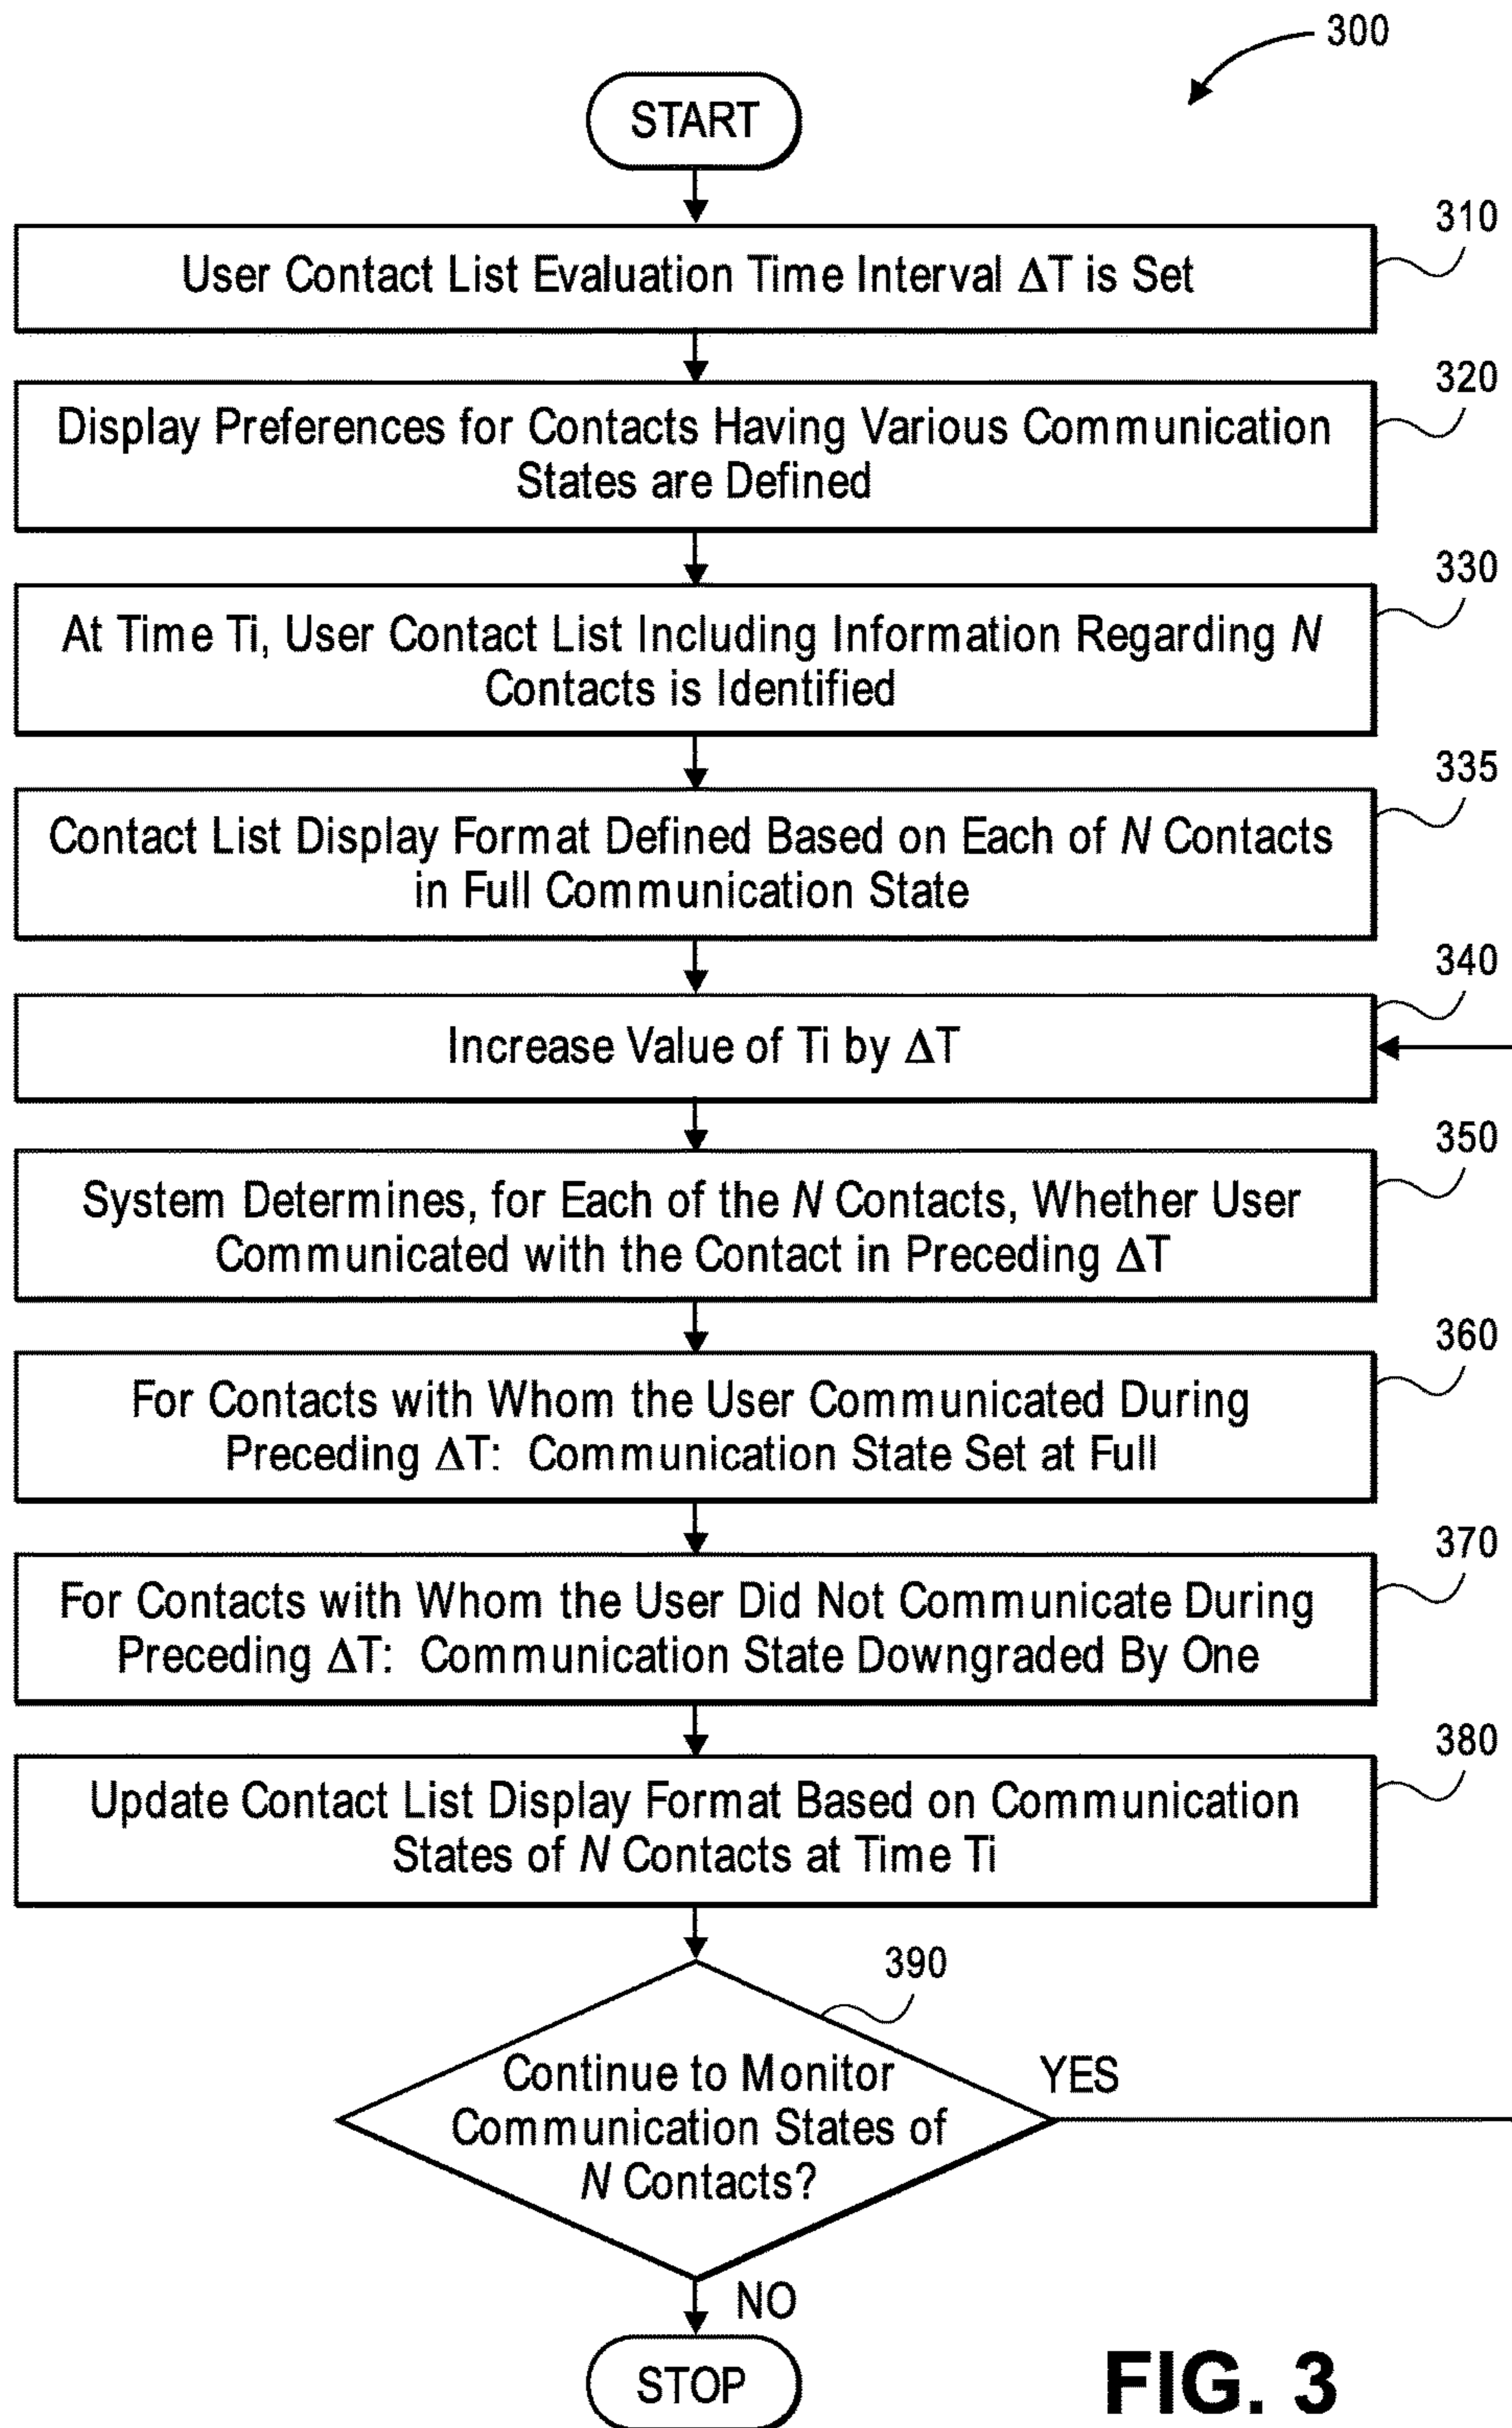 300
START
310
User Contact List Evaluation Time Interval ΔT is Set
320
Display Preferences for Contacts Having Various Communication
States are Defined
330
At Time Ti, User Contact List Including Information Regarding N
Contacts is Identified
335
Contact List Display Format Defined Based on Each of N Contacts
in Full Communication State
340
Increase Value of Ti by ΔT
350
System Determines, for Each of the N Contacts, Whether User
Communicated with the Contact in Preceding ΔT
360
For Contacts with Whom the User Communicated During
Preceding ΔT: Communication State Set at Full
370
For Contacts with Whom the User Did Not Communicate During
Preceding ΔT: Communication State Downgraded By One
380
Update Contact List Display Format Based on Communication
States of N Contacts at Time Ti
390
Continue to Monitor
Communication States of
N Contacts?
YES
NO
STOP
FIG. 3